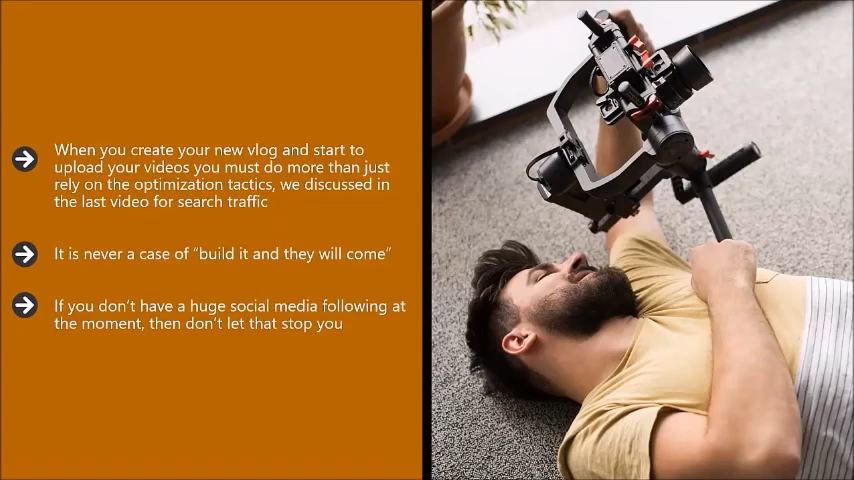 When you create your new vlog and start to
upload your videos you must do more than just
rely on the optimization tactics, we discussed in
the last video for search traffic
It is never a case of “build it and they will come”
If you don’t have a huge social media following at
the moment, then don’t let that stop you